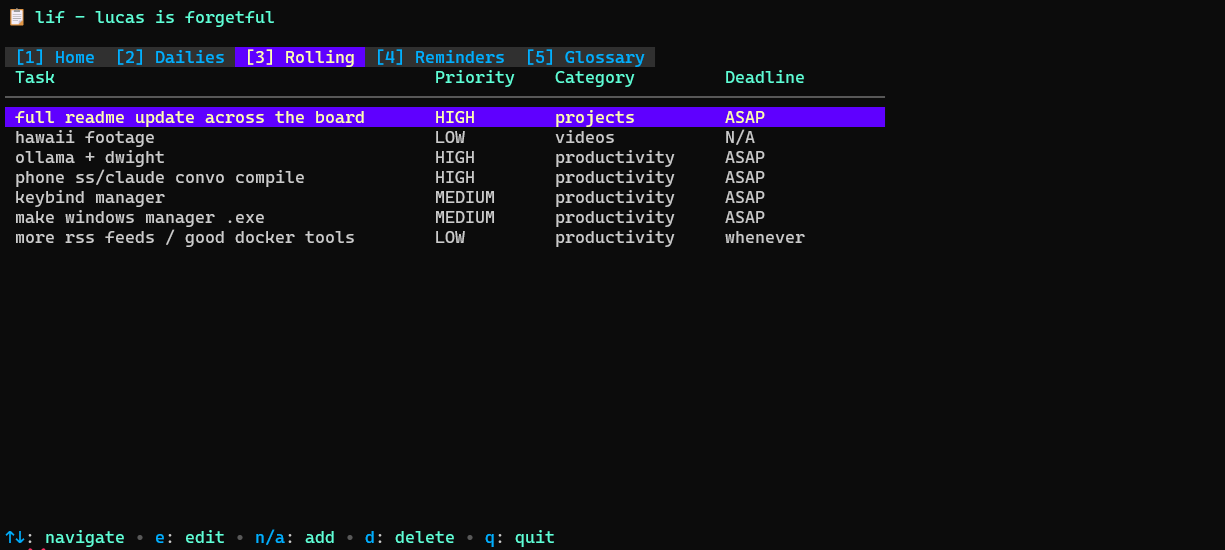 📋 lif - lucas is forgetful
[1] Home [2] Dailies [3] Rolling [4] Reminders [5] Glossary
Task Priority Category Deadline
full readme update across the board HIGH projects ASAP
hawaii footage LOW videos N/A
ollama + dwight HIGH productivity ASAP
phone ss/claude convo compile HIGH productivity ASAP
keybind manager MEDIUM productivity ASAP
make windows manager .exe MEDIUM productivity ASAP
more rss feeds / good docker tools LOW productivity whenever
↑↓: navigate • e: edit • n/a: add • d: delete • q: quit